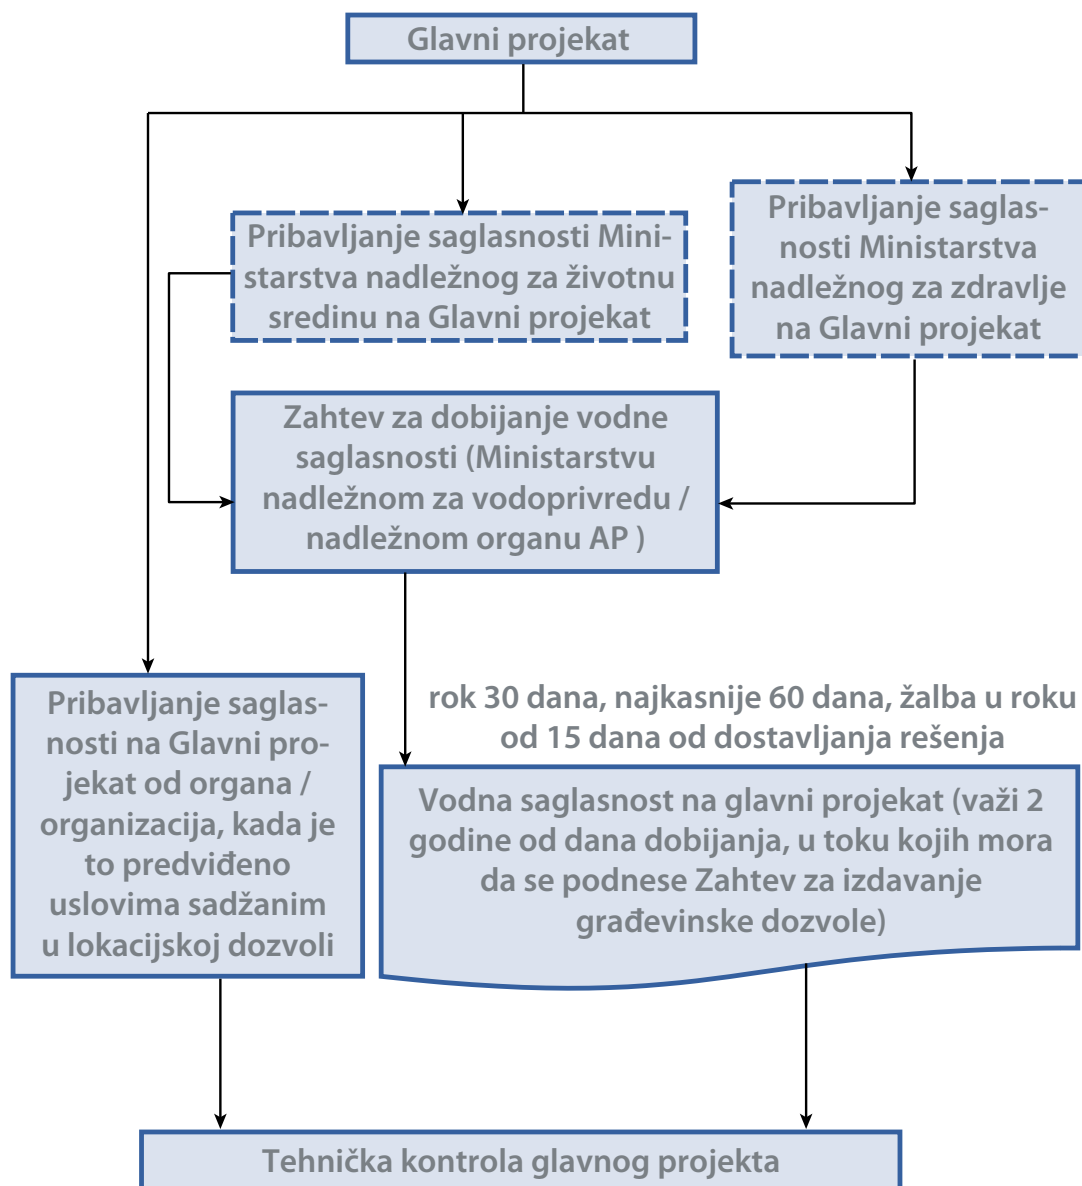 Glavni projekat
Pribavljanje saglasnosti Mini-
starstva nadležnog za životnu
sredinu na Glavni projekat
Pribavljanje saglas-
nosti Ministarstva
nadležnog za zdravlje
na Glavni projekat
Zahtev za dobijanje vodne
saglasnosti (Ministarstvu
nadležnom za vodoprivredu /
nadležnom organu AP )
Pribavljanje saglas-
nosti na Glavni pro-
jekat od organa /
organizacija, kada je
to predviđeno
uslovima sadžanim
u lokacijskoj dozvoli
rok 30 dana, najkasnije 60 dana, žalba u roku
od 15 dana od dostavljanja rešenja
Vodna saglasnost na glavni projekat (važi 2
godine od dana dobijanja, u toku kojih mora
da se podnese Zahtev za izdavanje
građevinske dozvole)
Tehnička kontrola glavnog projekta